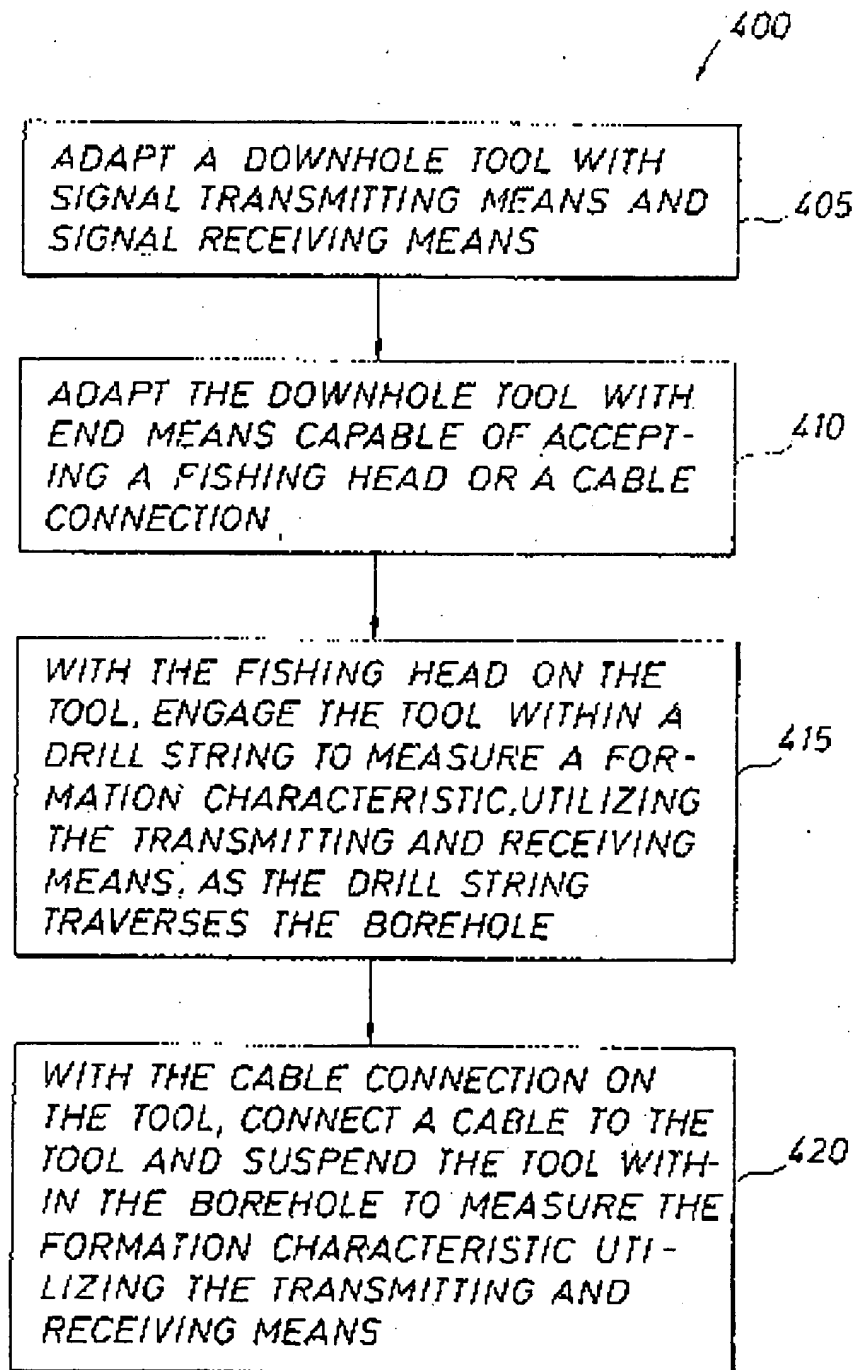 400
ADAPT A DOWNHOLE TOOL WITH
SIGNAL TRANSMITTING MEANS AND
SIGNAL RECEIVING MEANS
405
ADAPT THE DOWNHOLE TOOL WITH
END MEANS CAPABLE OF ACCEPT-
ING A FISHING HEAD OR A CABLE
CONNECTION
410
WITH THE FISHING HEAD ON THE
TOOL, ENGAGE THE TOOL WITHIN A
DRILL STRING TO MEASURE A FOR-
MATION CHARACTERISTIC, UTILIZING
THE TRANSMITTING AND RECEIVING
MEANS, AS THE DRILL STRING
TRAVERSES THE BOREHOLE
415
WITH THE CABLE CONNECTION ON
THE TOOL, CONNECT A CABLE TO THE
TOOL AND SUSPEND THE TOOL WITH-
IN THE BOREHOLE TO MEASURE THE
FORMATION CHARACTERISTIC UTI-
LIZING THE TRANSMITTING AND
RECEIVING MEANS
420